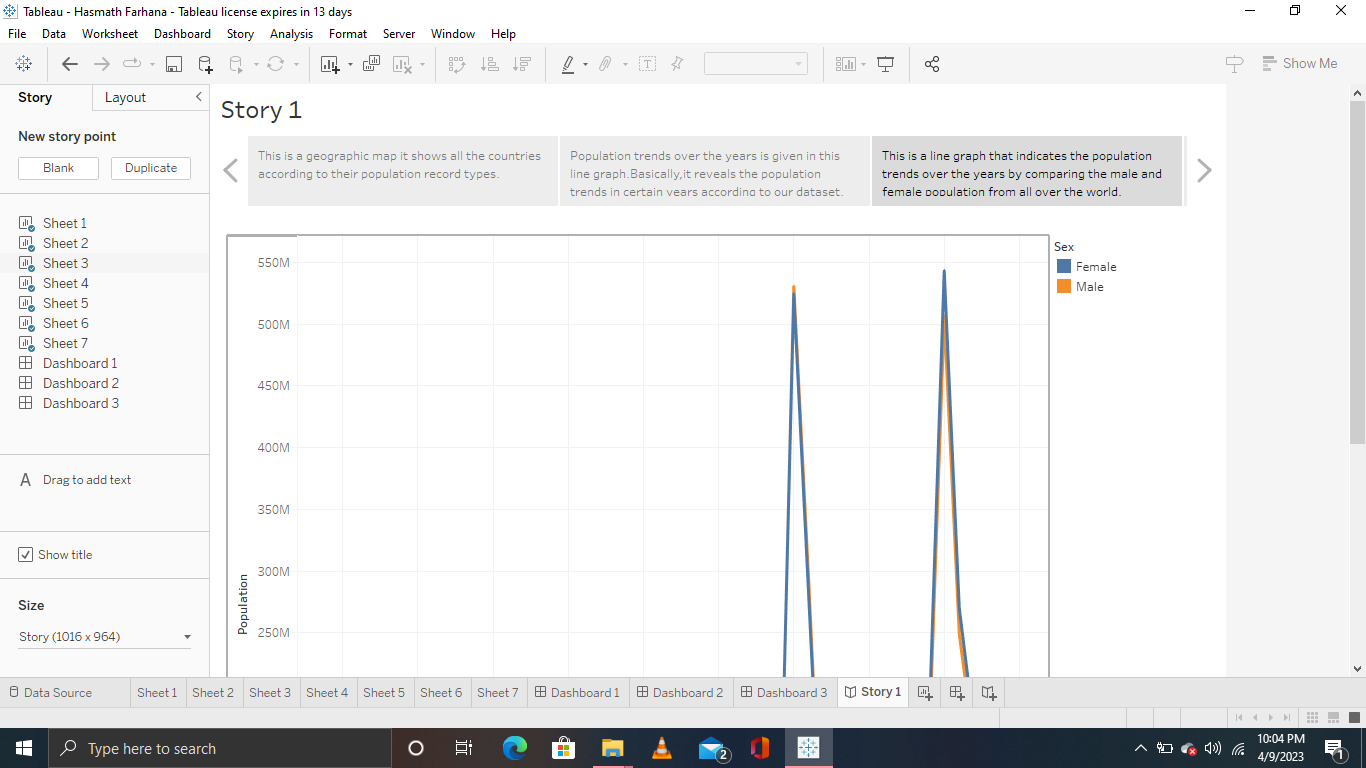 Tableau - Hasmath Farhana - Tableau license expires in 13 days
File Data Worksheet Dashboard Story Analysis Format Server Window Help
Show Me
Story Layout
New story point
Blank Duplicate
Sheet 1
Sheet 2
Sheet 3
Sheet 4
Sheet 5
Sheet 6
Sheet 7
Dashboard 1
Dashboard 2
Dashboard 3
A Drag to add text
Show title
Size
Story (1016 x 964)
Story 1
This is a geographic map it shows all the countries
according to their population record types.
Population trends over the years is given in this
line graph.Basically,it reveals the population
trends in certain years according to our dataset.
This is a line graph that indicates the population
trends over the years by comparing the male and
female population from all over the world.
550M
500M
450M
400M
350M
300M
250M
Population
Sex
Female
Male
Data Source Sheet 1 Sheet 2 Sheet 3 Sheet 4 Sheet 5 Sheet 6 Sheet 7 Dashboard 1 Dashboard 2 Dashboard 3 Story 1
Type here to search
2
10:04 PM
4/9/2023
1